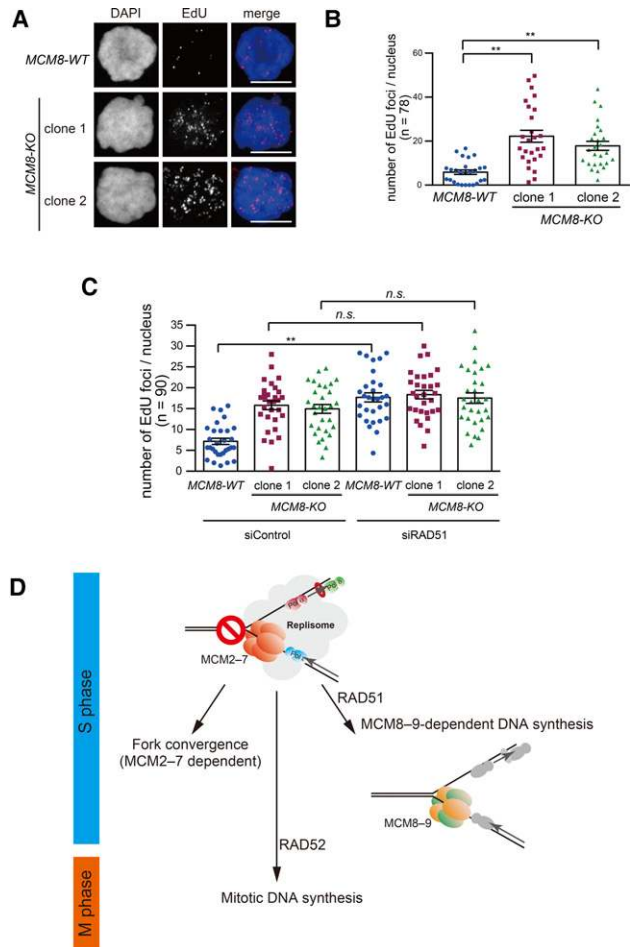 A
DAPI EdU merge
MCM8-WT
MCM8-KO
clone 1
clone 2
B
number of EdU foci / nucleus
(n = 78)
60
40
20
0
**
**
MCM8-WT clone 1 clone 2
MCM8-KO
C
number of EdU foci / nucleus
(n = 90)
35
30
25
20
15
10
5
0
n.s.
n.s.
**
MCM8-WT clone 1 clone 2 MCM8-WT clone 1 clone 2
MCM8-KO MCM8-KO
siControl siRAD51
D
S phase
M phase
Replisome
MCM2–7
RAD51
MCM8–9-dependent DNA synthesis
Fork convergence
(MCM2–7 dependent)
MCM8–9
RAD52
Mitotic DNA synthesis